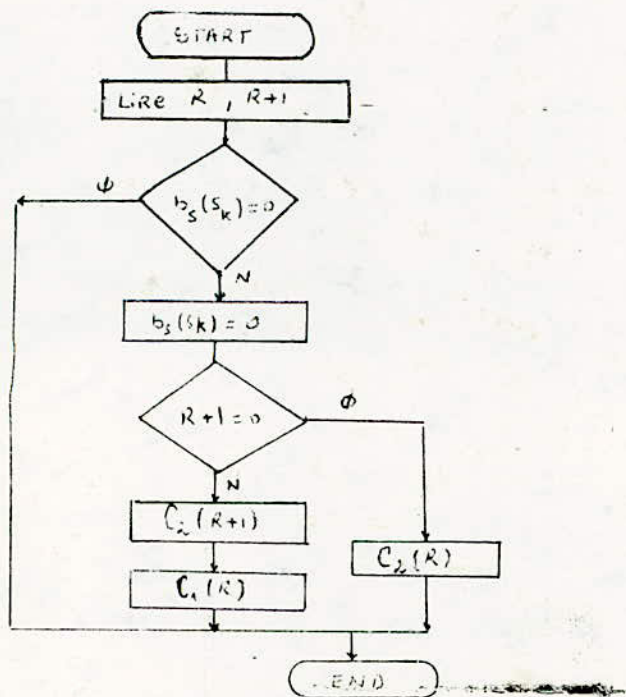 START
Lire R, R+1
ϕ
b_s(S_k)=0
N
b_s(S_k)=0
R+1=0
ϕ
N
C_2(R+1)
C_2(R)
C_1(R)
END